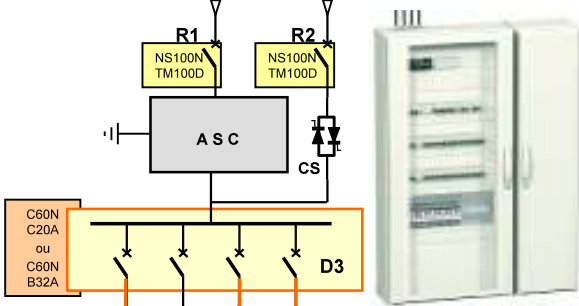 R1
R2
NS100N
TM100D
NS100N
TM100D
A S C
CS
C60N
C20A
ou
C60N
B32A
D3